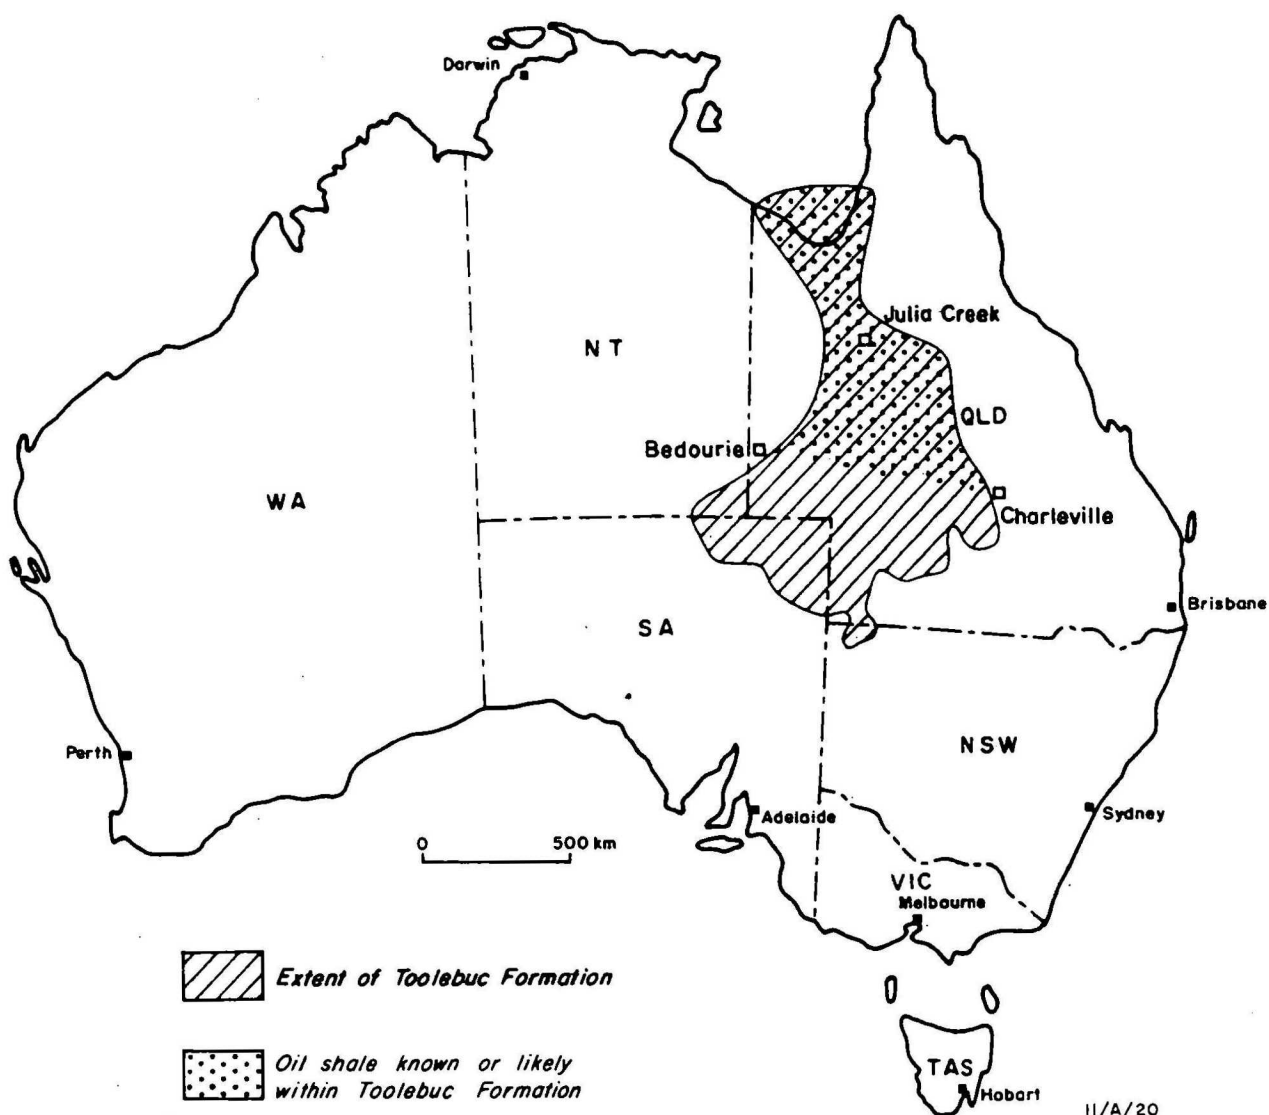 Darwin
Julia Creek
NT
QLD
Bedourie
WA
Charleville
Brisbane
SA
NSW
Perth
Adelaide
Sydney
0 500 km
VIC
Melbourne
Extent of Toolebuc Formation
Oil shale known or likely
within Toolebuc Formation
TAS
Hobart
11/A/20